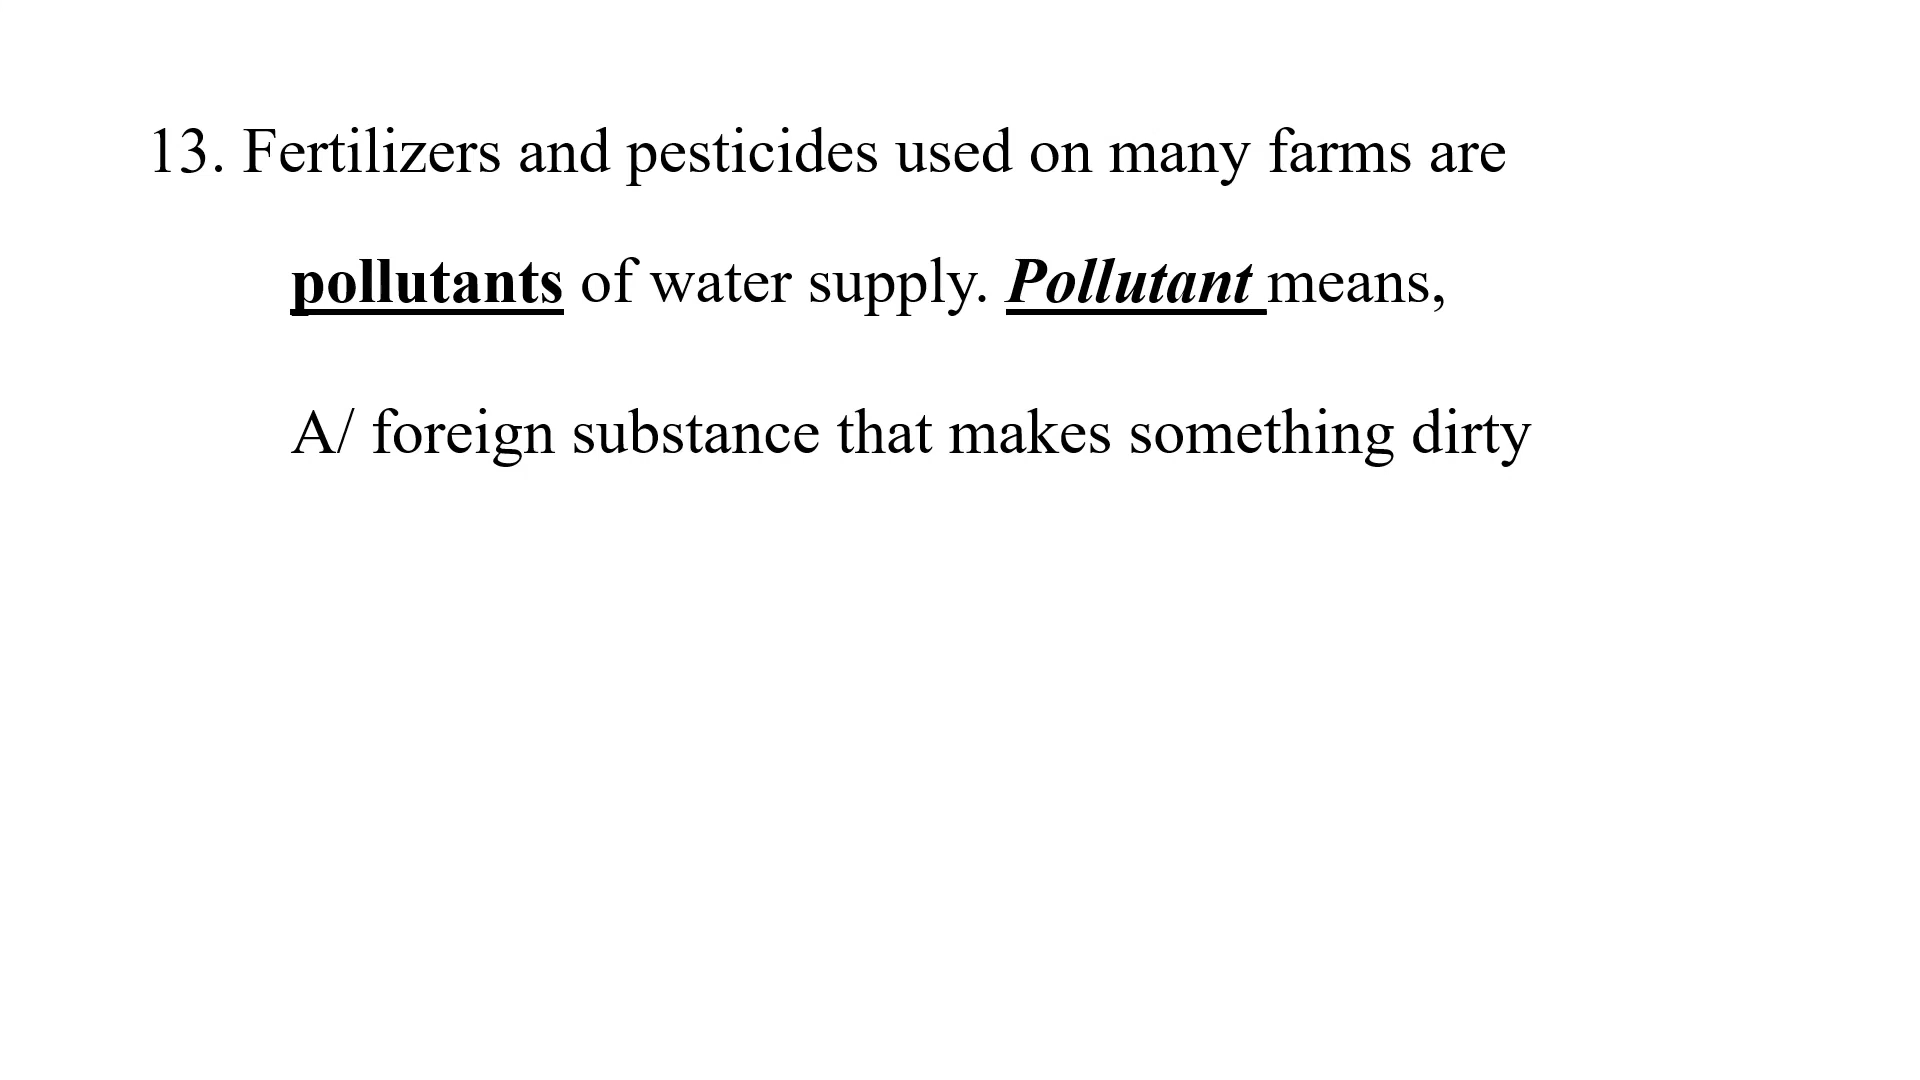 13. Fertilizers and pesticides used on many farms are
pollutants of water supply. Pollutant means,
A/ foreign substance that makes something dirty